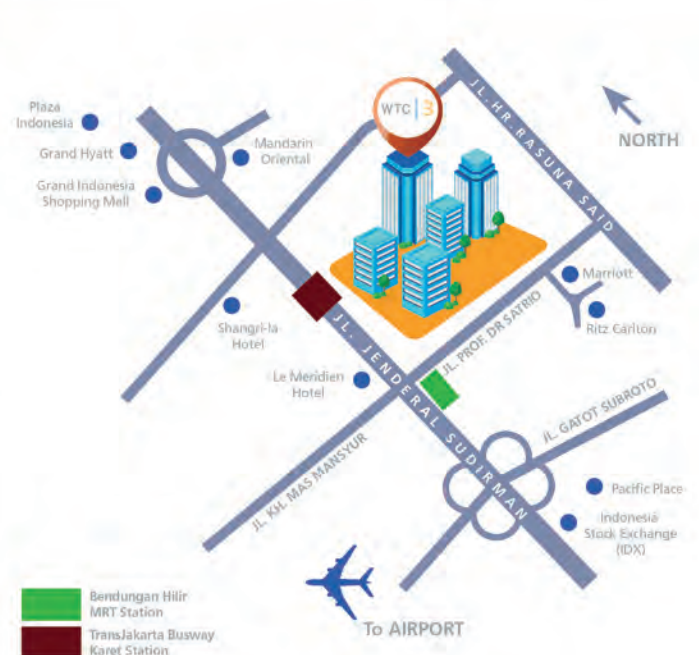 WTC | 3
JL. HR. RASUNA SAID
NORTH
Plaza
Indonesia
Grand Hyatt
Mandarin
Oriental
Grand Indonesia
Shopping Mall
Marriott
Ritz Carlton
Shangri-la
Hotel
JL. PROF. DR SATRIO
Le Meridien
Hotel
JL. JENDERAL SUDIRMAN
JL. GATOT SUBROTO
JL. KH. MAS MANSYUR
Pacific Place
Indonesia
Stock Exchange
(IDX)
Bendungan Hilir
MRT Station
To AIRPORT
TransJakarta Busway
Karet Station